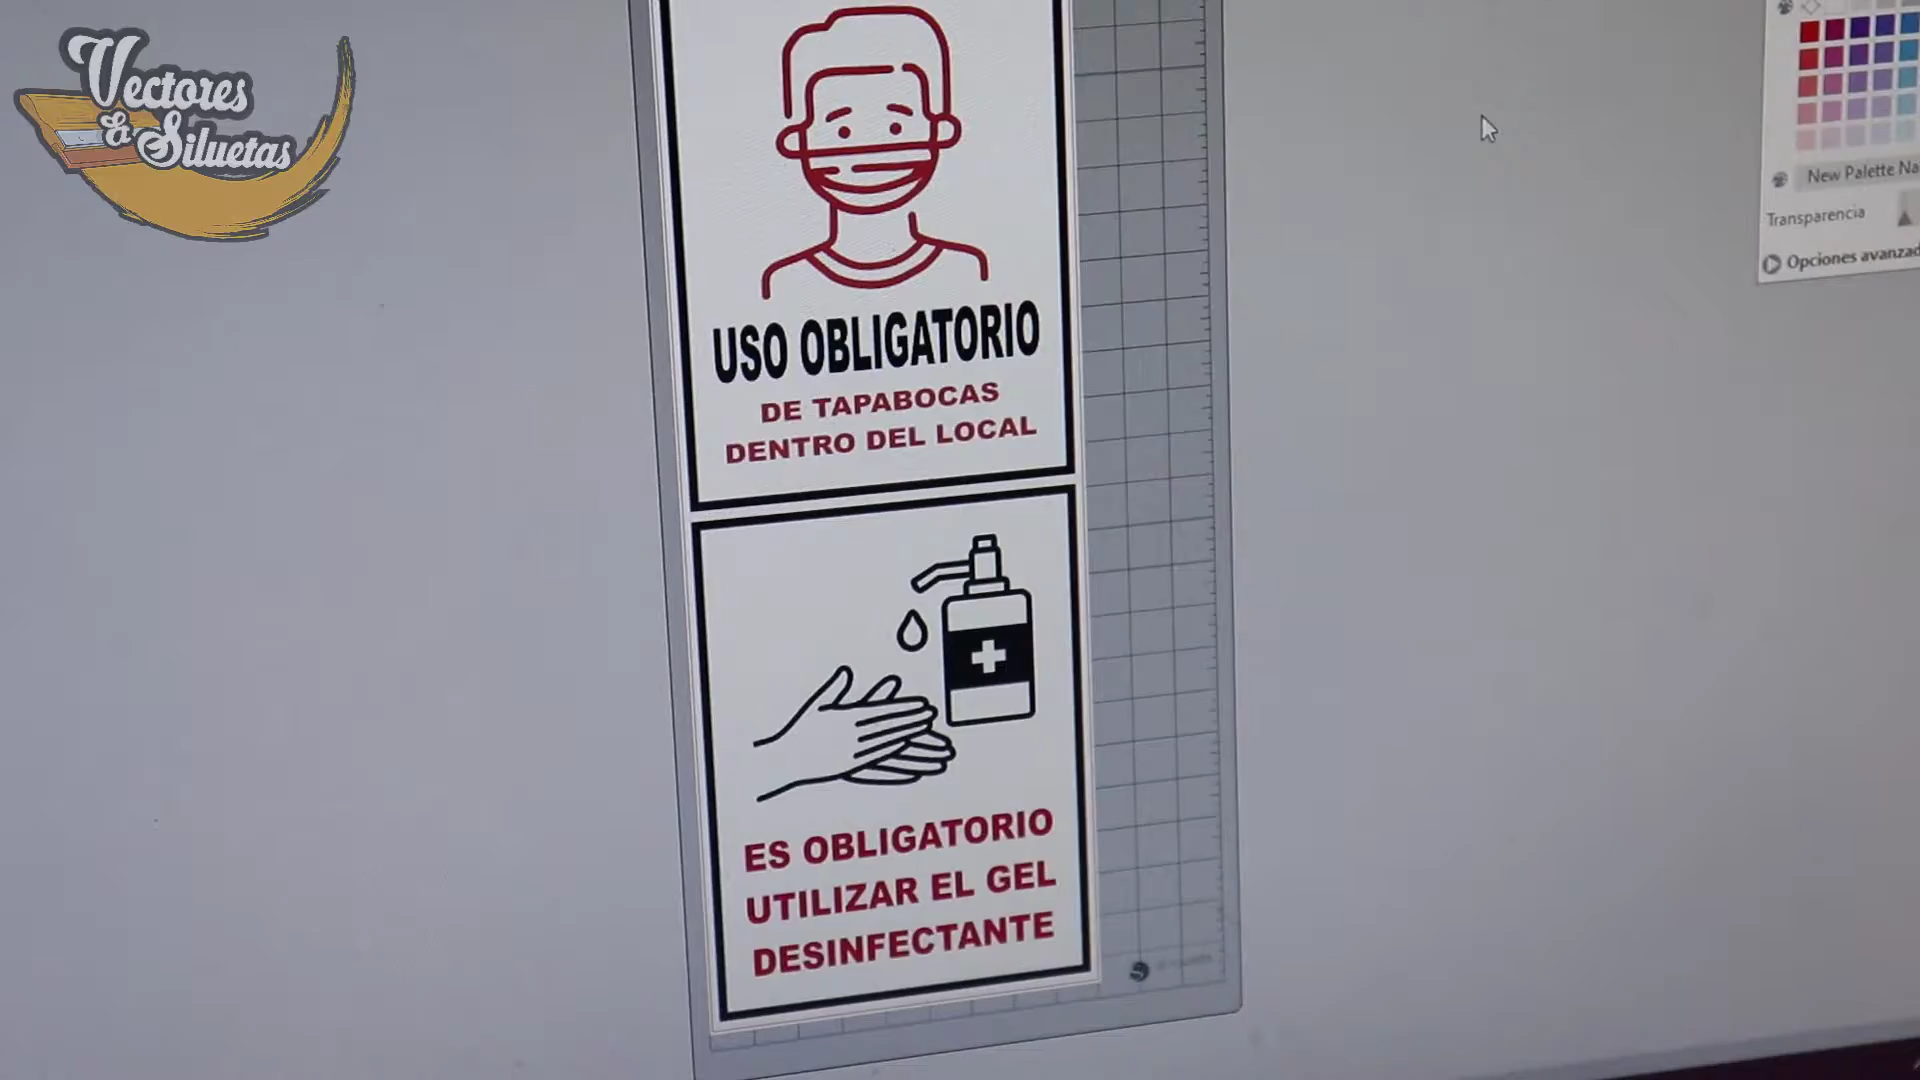 Vectores
& Siluetas
USO OBLIGATORIO
DE TAPABOCAS
DENTRO DEL LOCAL
ES OBLIGATORIO
UTILIZAR EL GEL
DESINFECTANTE
New Palette Na
Transparencia
Opciones avanzad